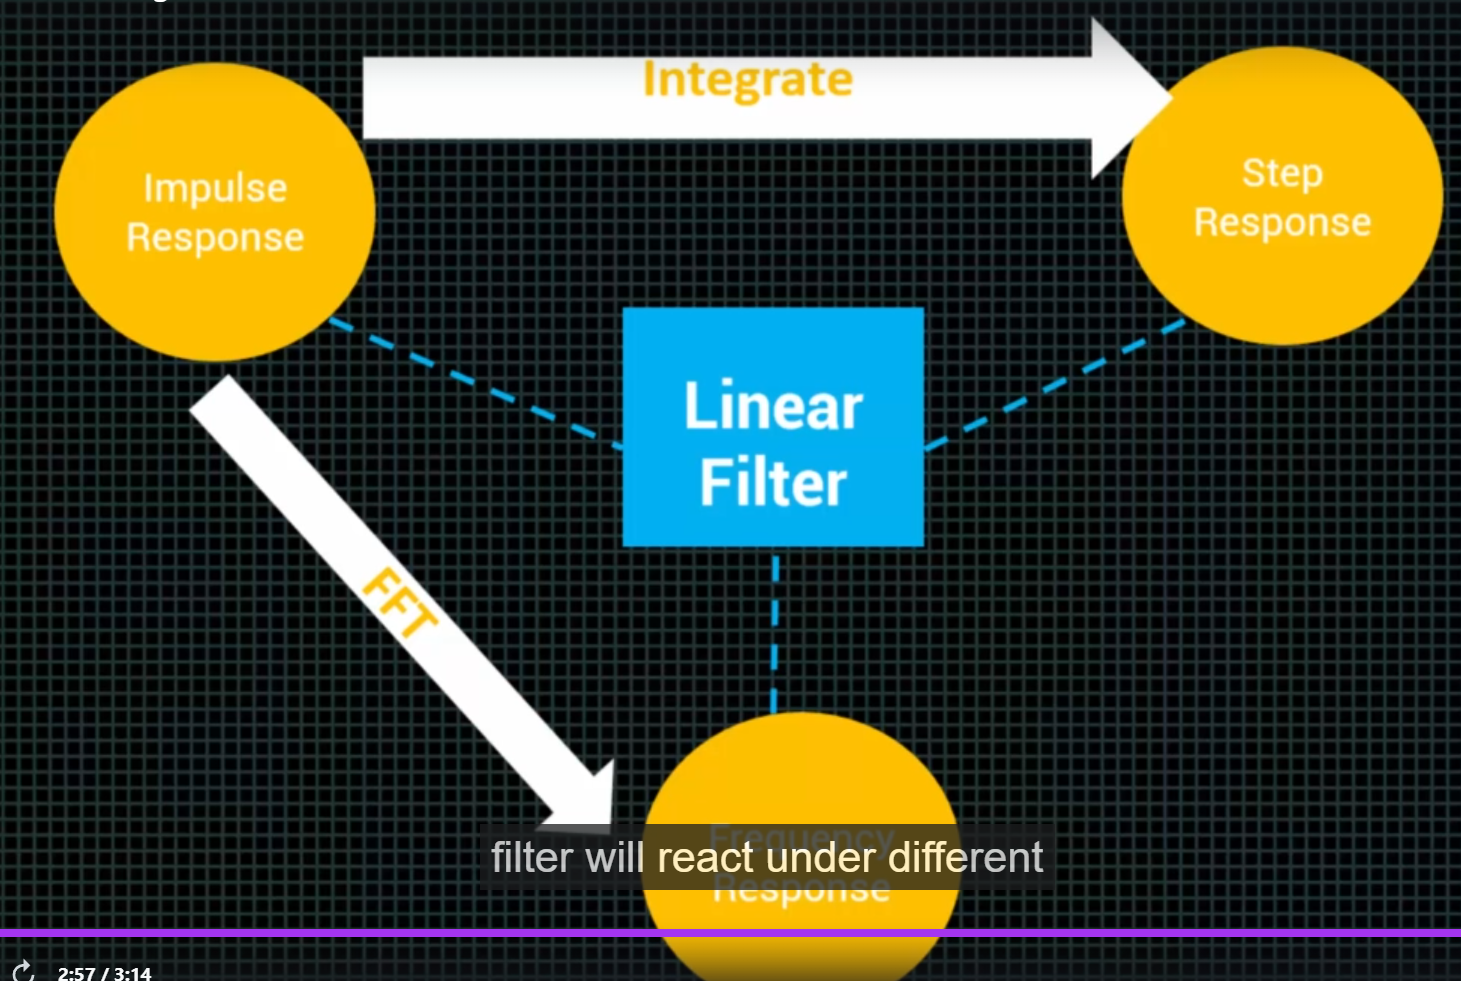 Integrate
Impulse
Response
Step
Response
Linear
Filter
FFT
Frequency
filter will react under different
Response
2:57 / 3:14